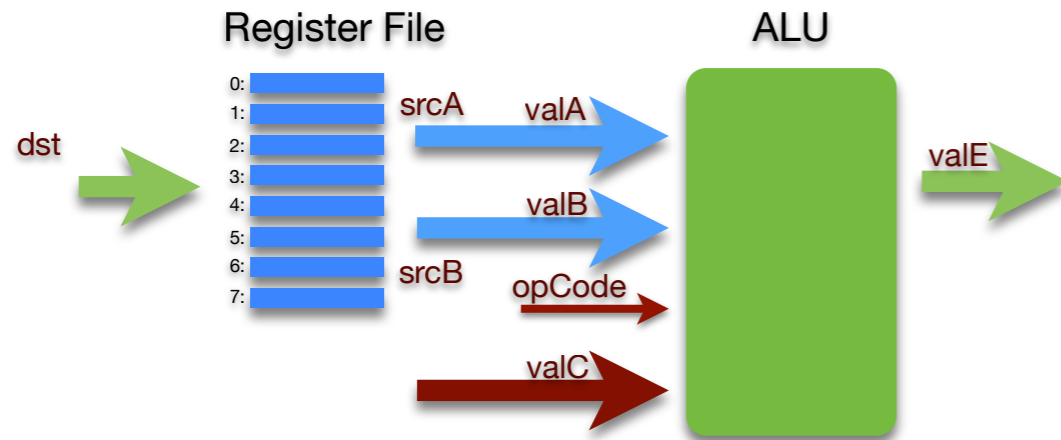 Register File
ALU
0:
1:
2:
3:
4:
5:
6:
7:
dst
srcA
valA
valB
srcB
opCode
valC
valE